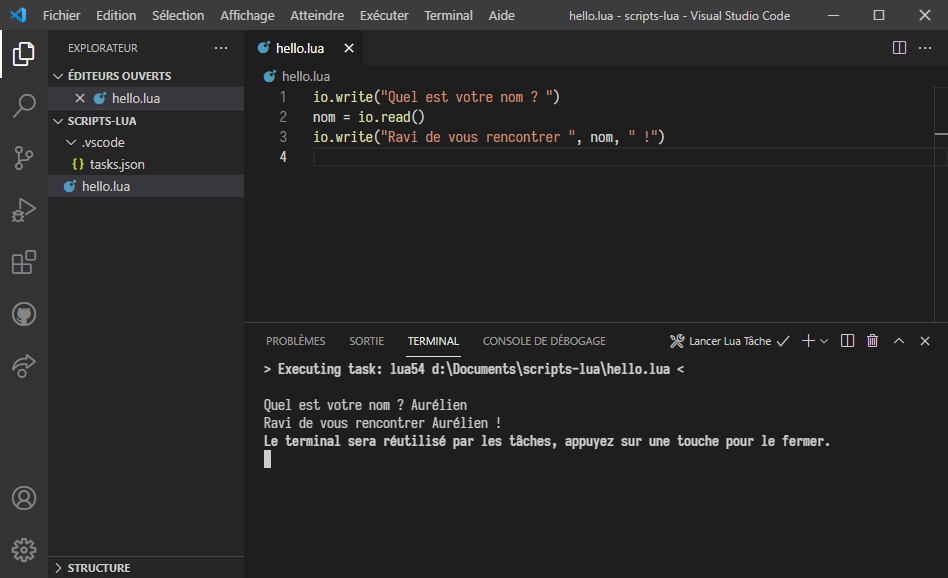 Fichier Edition Sélection Affichage Atteindre Exécuter Terminal Aide hello.lua - scripts-lua - Visual Studio Code
EXPLORATEUR
ÉDITEURS OUVERTS
hello.lua
SCRIPTS-LUA
.vscode
{} tasks.json
hello.lua
STRUCTURE
hello.lua
hello.lua
1 io.write("Quel est votre nom ? ")
2 nom = io.read()
3 io.write("Ravi de vous rencontrer ", nom, " !")
4
PROBLÈMES SORTIE TERMINAL CONSOLE DE DÉBOGAGE Lancer Lua Tâche
> Executing task: lua54 d:\Documents\scripts-lua\hello.lua <
Quel est votre nom ? Aurélien
Ravi de vous rencontrer Aurélien !
Le terminal sera réutilisé par les tâches, appuyez sur une touche pour le fermer.